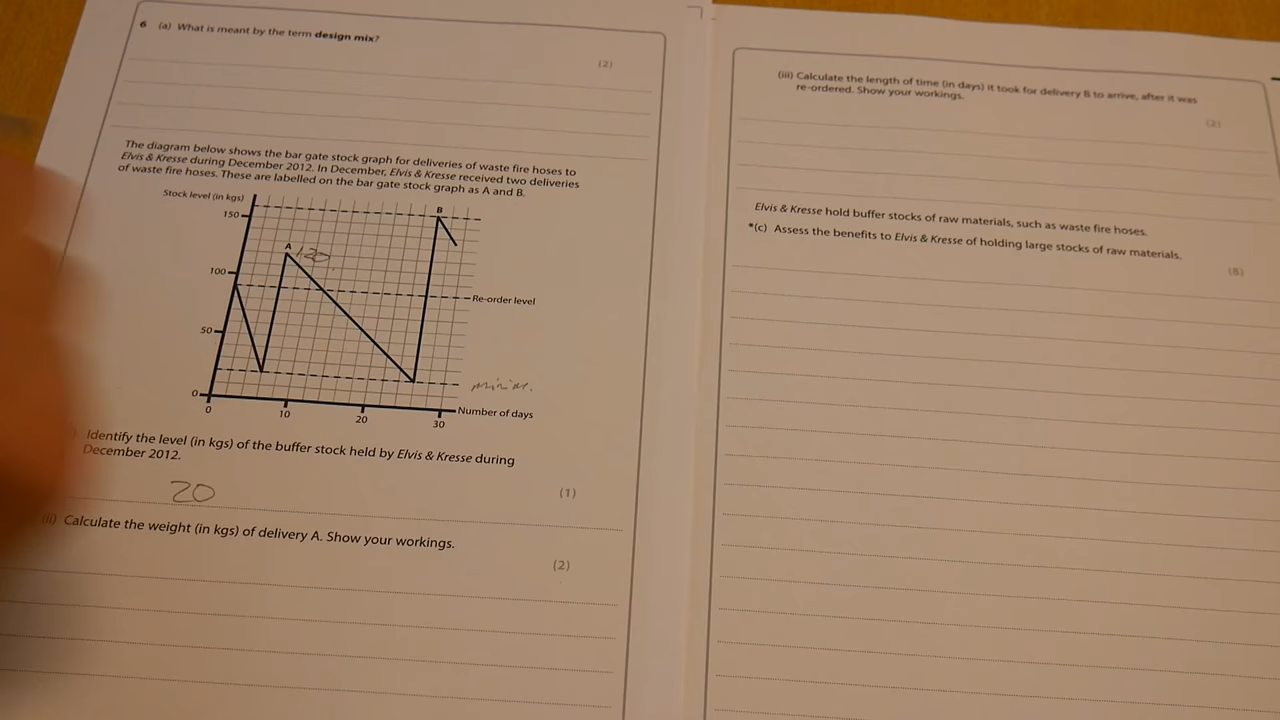 6 (a) What is meant by the term design mix?
(2)
The diagram below shows the bar gate stock graph for deliveries of waste fire hoses to
Elvis & Kresse during December 2012. In December, Elvis & Kresse received two deliveries
of waste fire hoses. These are labelled on the bar gate stock graph as A and B.
Stock level (in kgs)
150
B
A 120
100
Re-order level
50
0
0 10 20 30
Number of days
Identify the level (in kgs) of the buffer stock held by Elvis & Kresse during
December 2012.
20
(1)
(ii) Calculate the weight (in kgs) of delivery A. Show your workings.
(2)
(iii) Calculate the length of time (in days) it took for delivery B to arrive, after it was
re-ordered. Show your workings.
(2)
Elvis & Kresse hold buffer stocks of raw materials, such as waste fire hoses.
*(c) Assess the benefits to Elvis & Kresse of holding large stocks of raw materials.
(8)